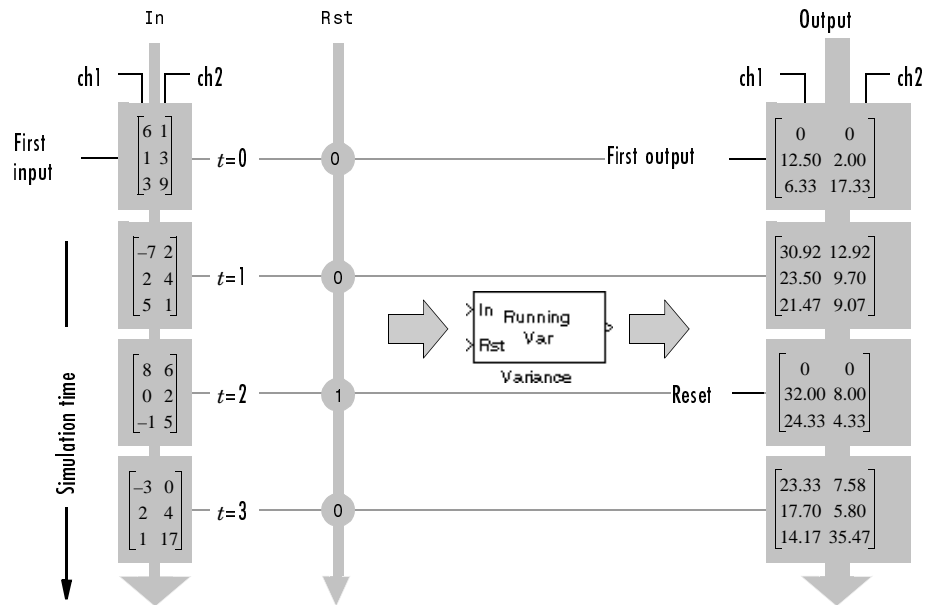 In Rst Output
ch1 ch2 ch1 ch2
First input
6 1
1 3
3 9
t=0
0
First output
0 0
12.50 2.00
6.33 17.33
-7 2
2 4
5 1
t=1
0
30.92 12.92
23.50 9.70
21.47 9.07
In
Rst
Running
Var
Variance
Simulation time
8 6
0 2
-1 5
t=2
1
Reset
0 0
32.00 8.00
24.33 4.33
-3 0
2 4
1 17
t=3
0
23.33 7.58
17.70 5.80
14.17 35.47